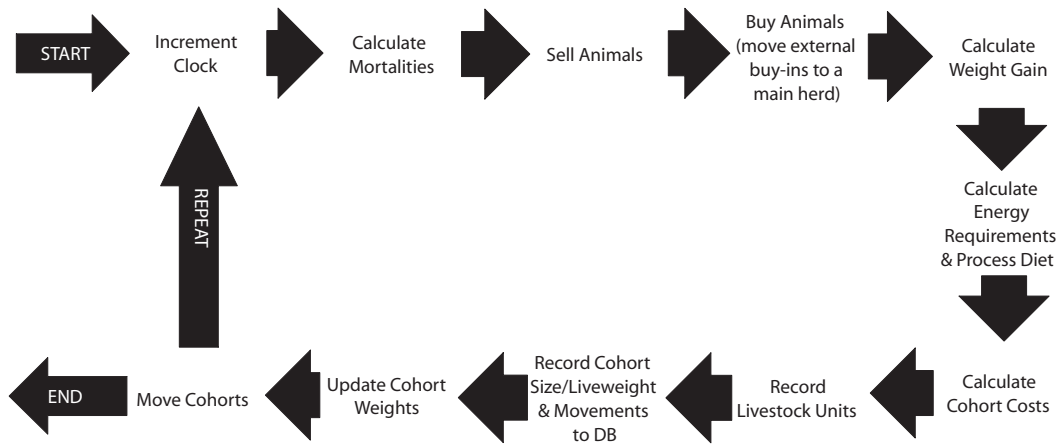 START
Increment
Clock
Calculate
Mortalities
Sell Animals
Buy Animals
(move external
buy-ins to a
main herd)
Calculate
Weight Gain
Calculate
Energy
Requirements
& Process Diet
Calculate
Cohort Costs
Record
Livestock Units
Record Cohort
Size/Liveweight
& Movements
to DB
Update Cohort
Weights
Move Cohorts
REPEAT
END